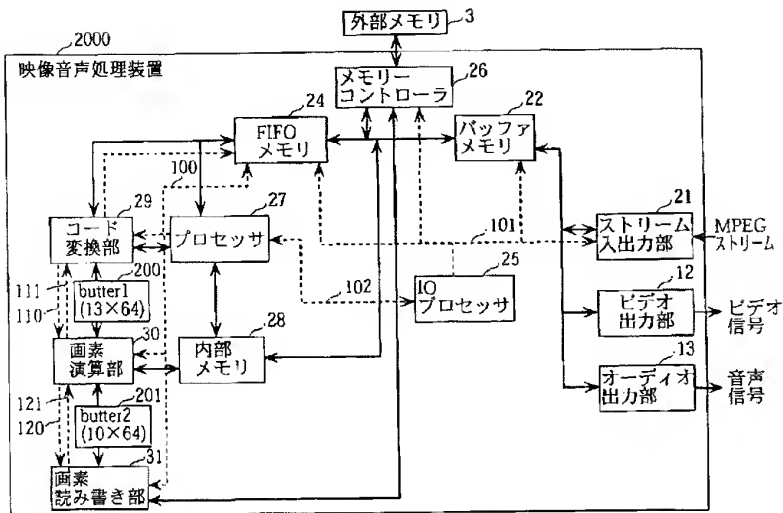 外部メモリ
3
2000
映像音声処理装置
26
メモリー
コントローラ
24
FIFO
メモリ
22
バッファ
メモリ
100
29
コード
変換部
27
プロセッサ
101
21
ストリーム
入出力部
MPEG
ストリーム
200
butter1
(13×64)
111
110
102
25
IO
プロセッサ
12
ビデオ
出力部
ビデオ
信号
30
画素
演算部
28
内部
メモリ
13
オーディオ
出力部
音声
信号
121
120
201
butter2
(10×64)
31
画素
読み書き部